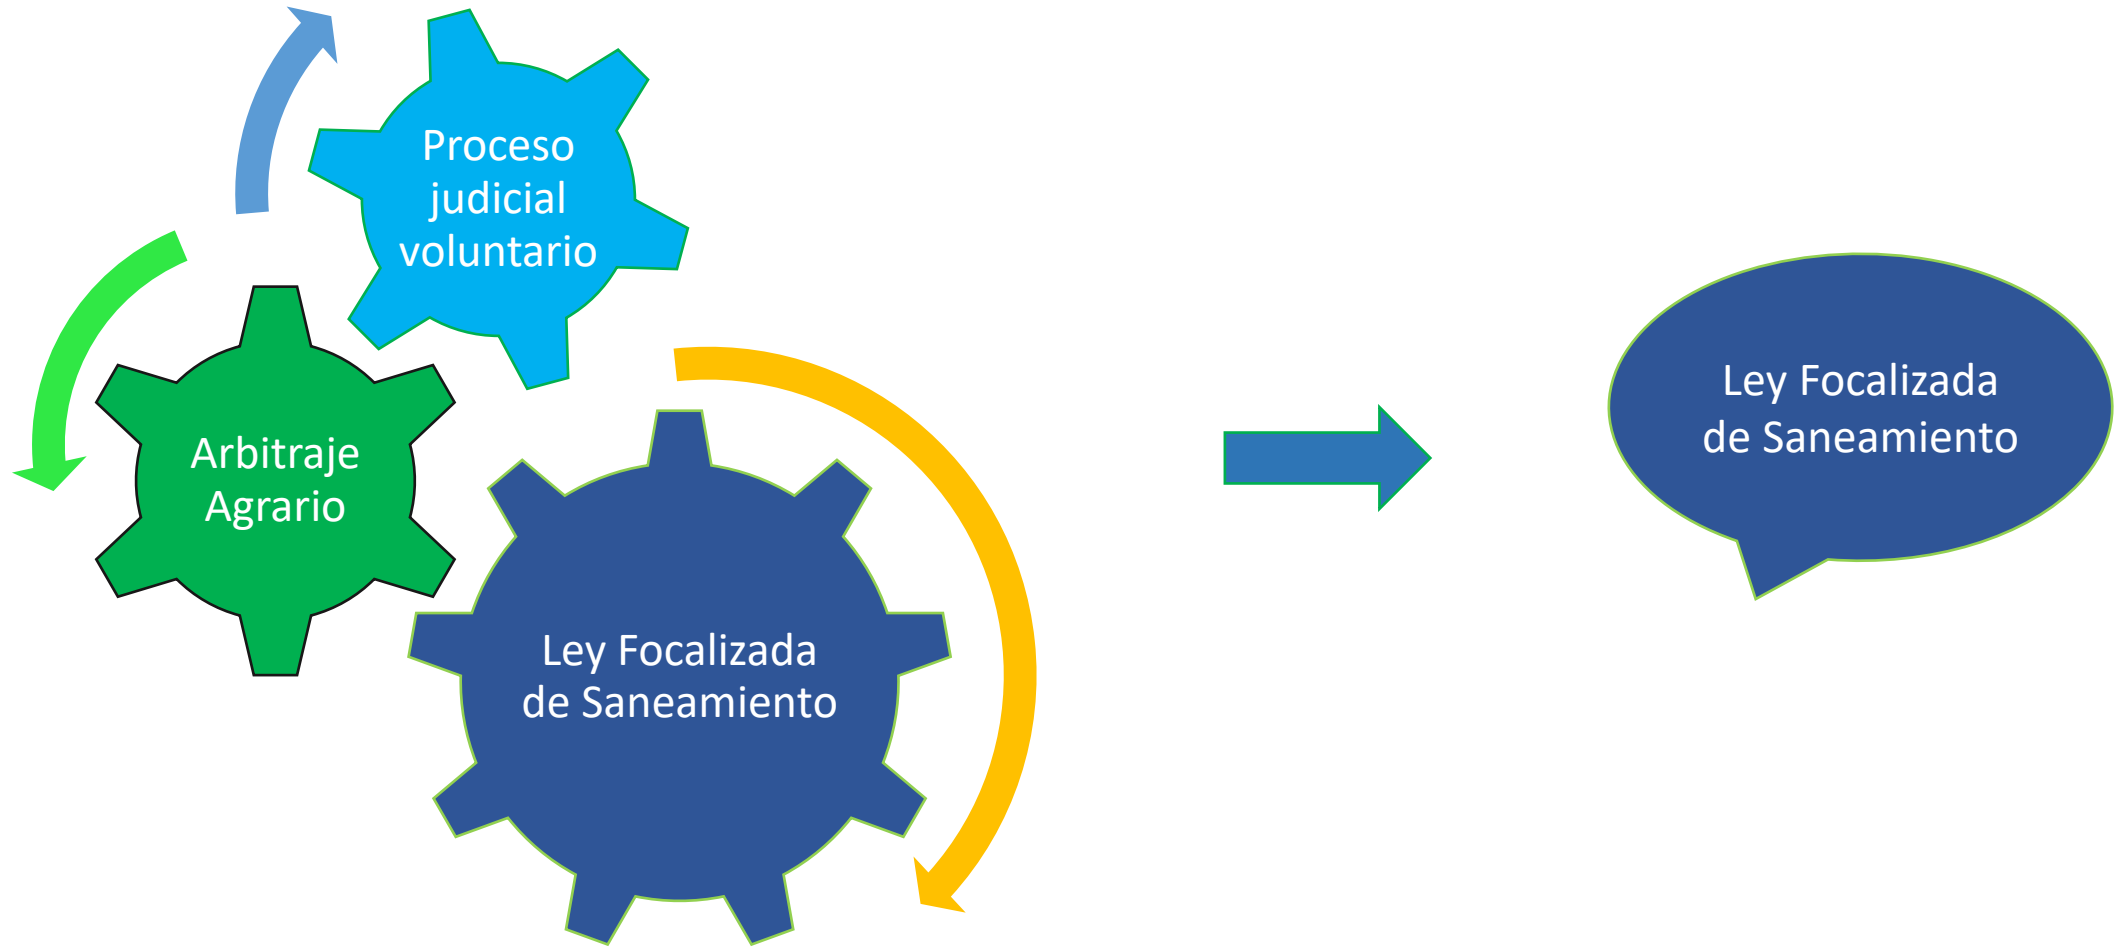 Proceso
judicial
voluntario
Arbitraje
Agrario
Ley Focalizada
de Saneamiento
Ley Focalizada
de Saneamiento